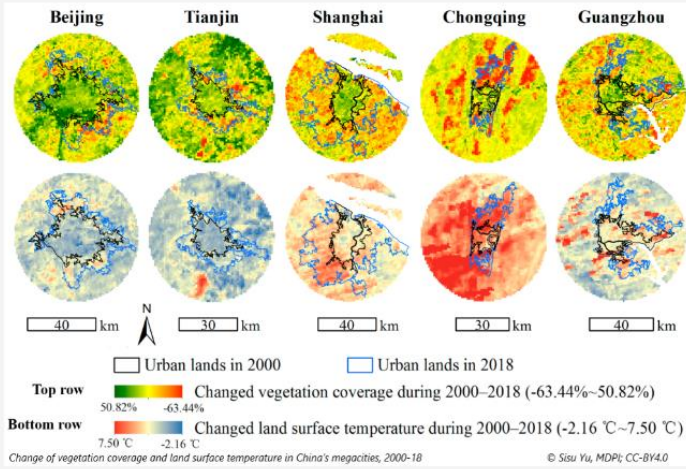 Beijing Tianjin Shanghai Chongqing Guangzhou
40 km N 30 km 40 km 30 km 40 km
Urban lands in 2000 Urban lands in 2018
Top row Changed vegetation coverage during 2000–2018 (-63.44%~50.82%)
50.82% -63.44%
Bottom row Changed land surface temperature during 2000–2018 (-2.16 ℃~7.50 ℃)
7.50 ℃ -2.16 ℃
Change of vegetation coverage and land surface temperature in China's megacities, 2000-18 © Sisu Yu, MDPI; CC-BY4.0